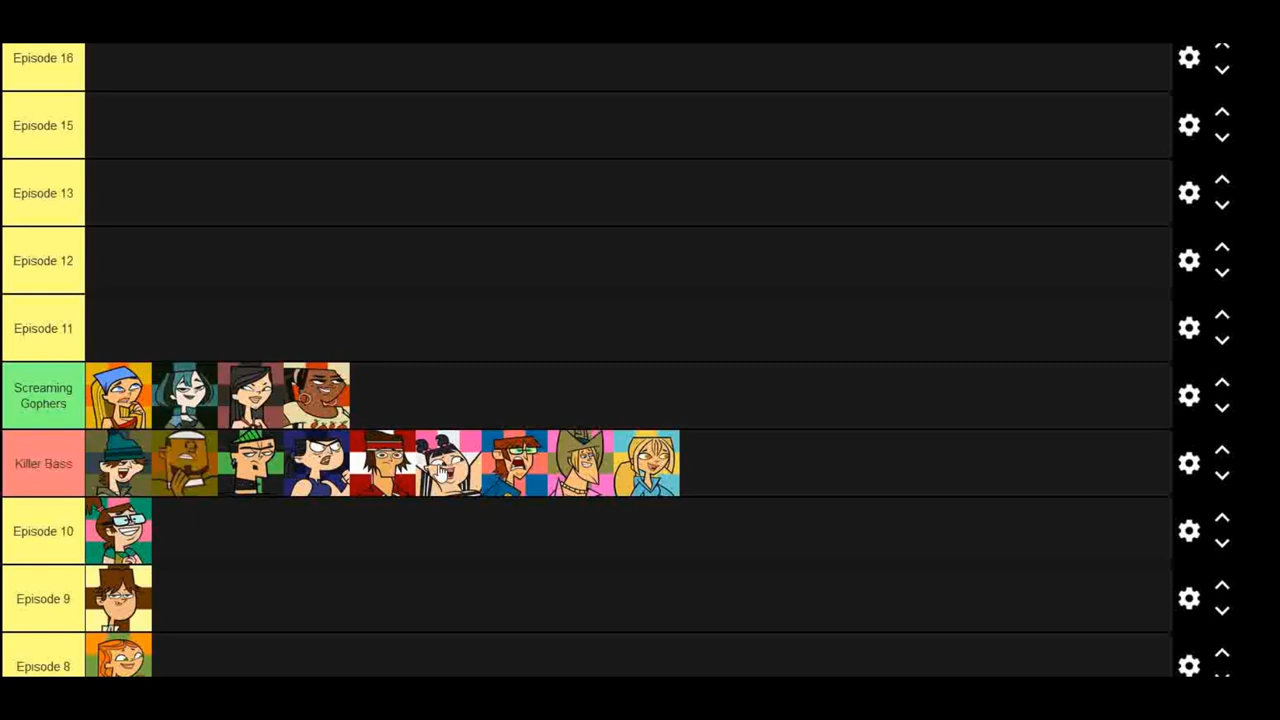 Episode 16
Episode 15
Episode 13
Episode 12
Episode 11
Screaming
Gophers
Killer Bass
Episode 10
Episode 9
Episode 8